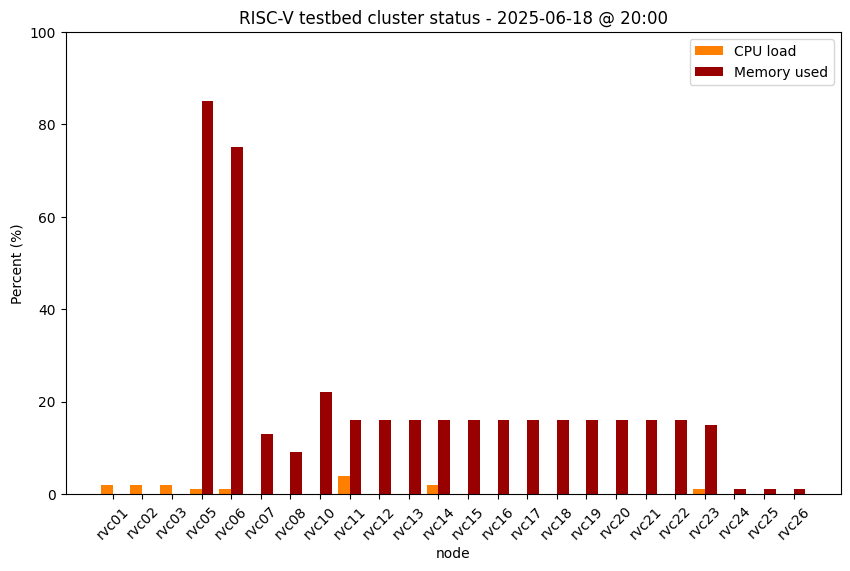 RISC-V testbed cluster status - 2025-06-18 @ 20:00
CPU load
Memory used
Percent (%)
100
80
60
40
20
0
rvc01 rvc02 rvc03 rvc05 rvc06 rvc07 rvc08 rvc10 rvc11 rvc12 rvc13 rvc14 rvc15 rvc16 rvc17 rvc18 rvc19 rvc20 rvc21 rvc22 rvc23 rvc24 rvc25 rvc26
node